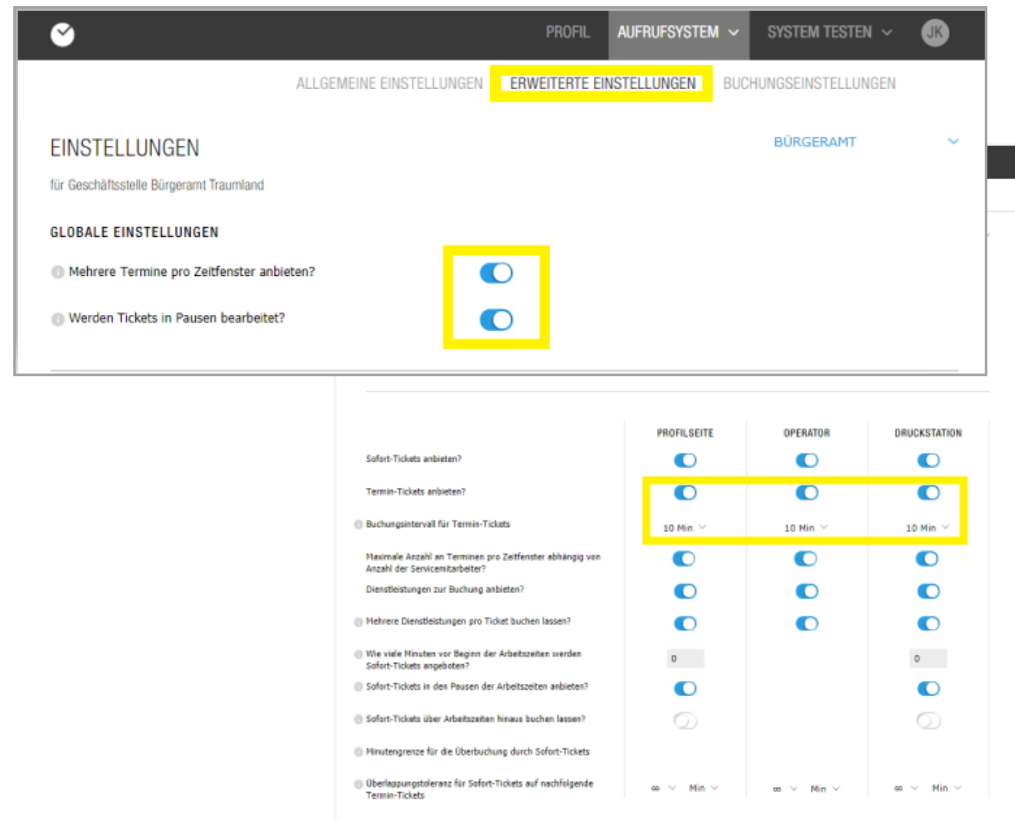 PROFIL AUFRUFSYSTEM SYSTEM TESTEN JK
ALLGEMEINE EINSTELLUNGEN ERWEITERTE EINSTELLUNGEN BUCHUNGSEINSTELLUNGEN
EINSTELLUNGEN BÜRGERAMT
für Geschäftsstelle Bürgeramt Traumland
GLOBALE EINSTELLUNGEN
Mehrere Termine pro Zeitfenster anbieten?
Werden Tickets in Pausen bearbeitet?
PROFILSEITE OPERATOR DRUCKSTATION
Sofort-Tickets anbieten?
Termin-Tickets anbieten?
Buchungsintervall für Termin-Tickets 10 Min 10 Min 10 Min
Maximale Anzahl an Terminen pro Zeitfenster abhängig von
Anzahl der Servicemitarbeiter?
Dienstleistungen zur Buchung anbieten?
Mehrere Dienstleistungen pro Ticket buchen lassen?
Wie viele Minuten vor Beginn der Arbeitszeiten werden
Sofort-Tickets angeboten? 0 0
Sofort-Tickets in den Pausen der Arbeitszeiten anbieten?
Sofort-Tickets über Arbeitszeiten hinaus buchen lassen?
Minutengrenze für die Überbuchung durch Sofort-Tickets
Überlappungstoleranz für Sofort-Tickets auf nachfolgende
Termin-Tickets ∞ Min ∞ Min ∞ Min